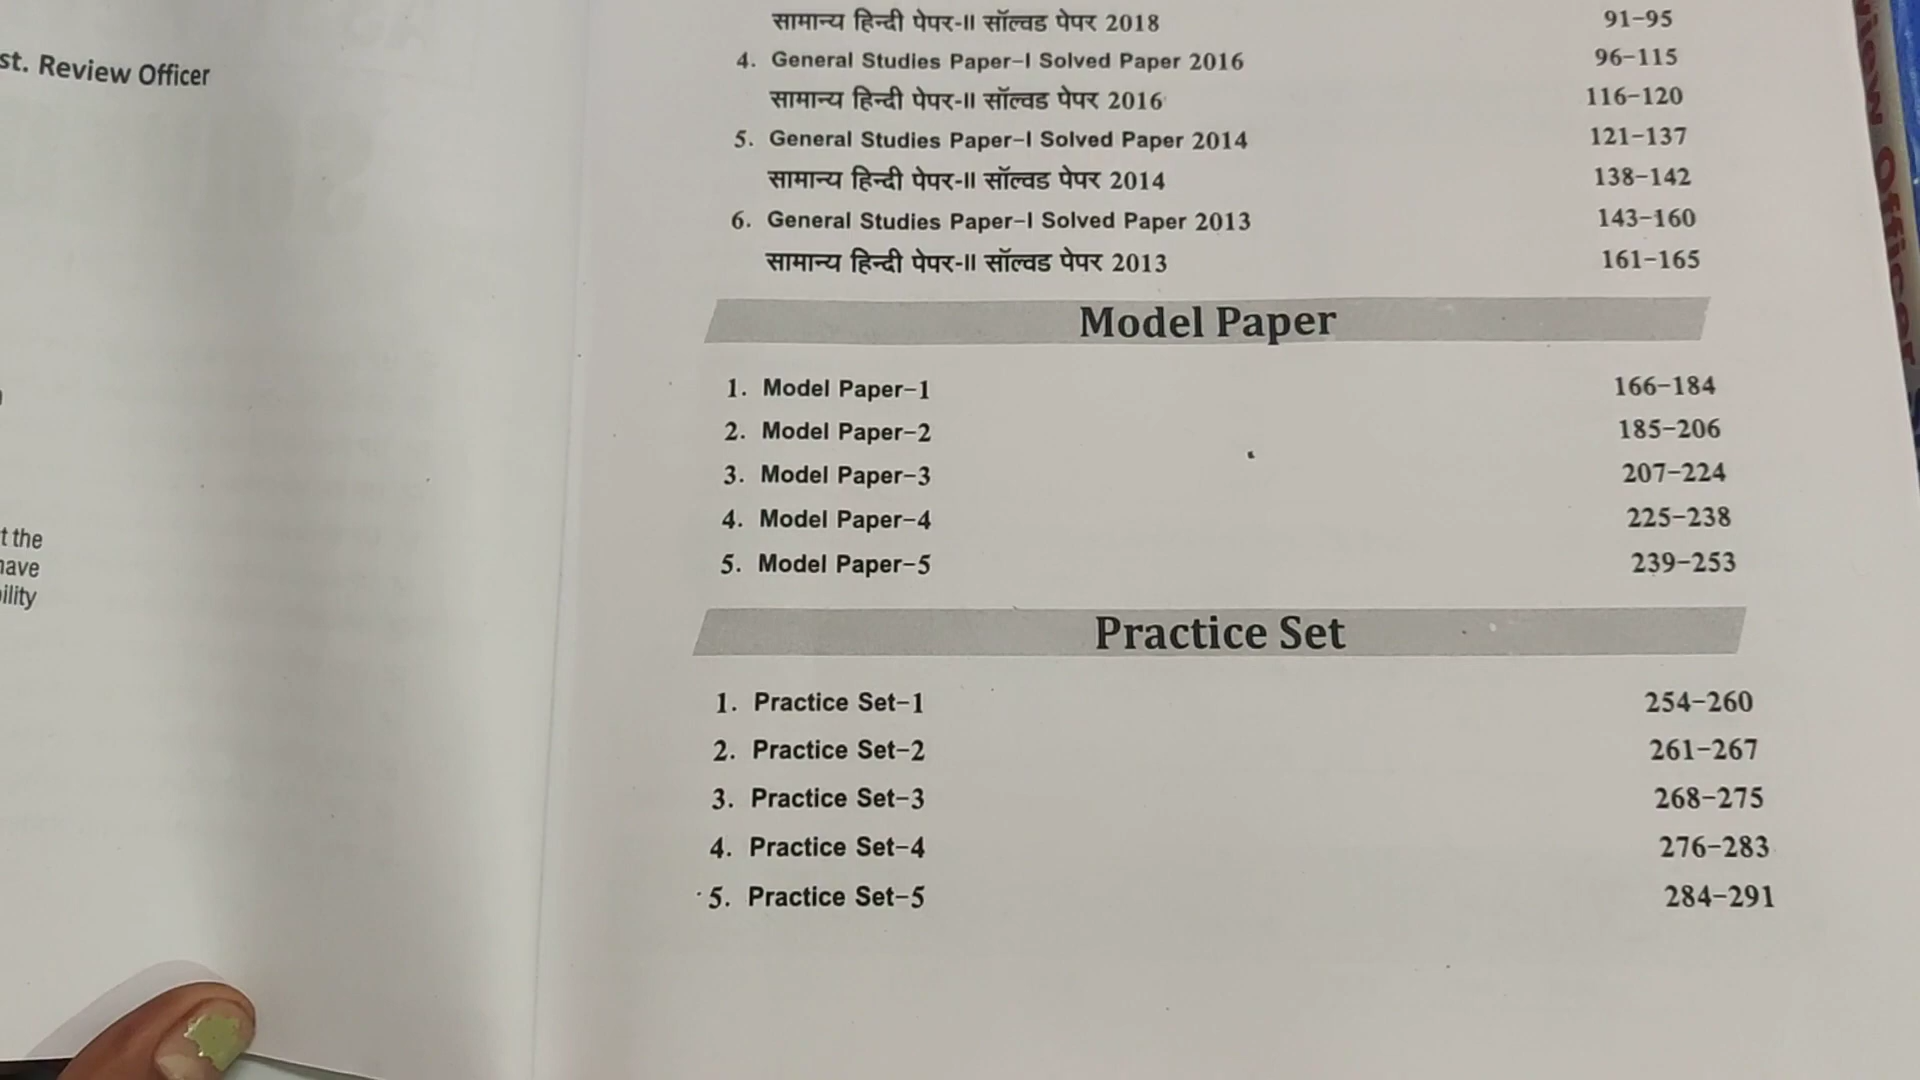 st. Review Officer
t the
have
ility
सामान्य हिन्दी पेपर-II सॉल्वड पेपर 2018 91–95
4. General Studies Paper–I Solved Paper 2016 96–115
सामान्य हिन्दी पेपर-II सॉल्वड पेपर 2016 116–120
5. General Studies Paper–I Solved Paper 2014 121–137
सामान्य हिन्दी पेपर-II सॉल्वड पेपर 2014 138–142
6. General Studies Paper–I Solved Paper 2013 143–160
सामान्य हिन्दी पेपर-II सॉल्वड पेपर 2013 161–165
Model Paper
1. Model Paper–1 166–184
2. Model Paper–2 185–206
3. Model Paper–3 207–224
4. Model Paper–4 225–238
5. Model Paper–5 239–253
Practice Set
1. Practice Set–1 254–260
2. Practice Set–2 261–267
3. Practice Set–3 268–275
4. Practice Set–4 276–283
5. Practice Set–5 284–291
view Officer